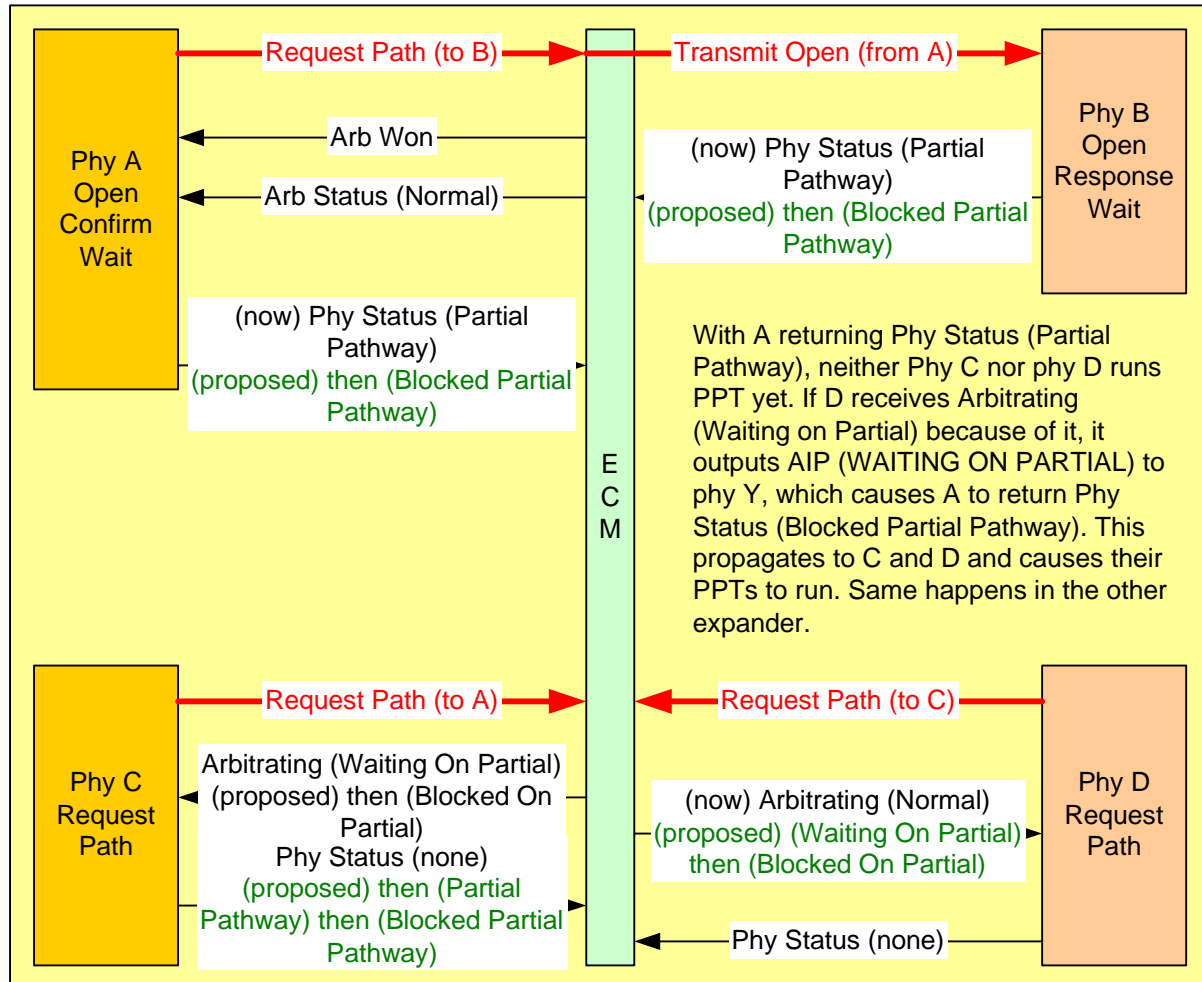 Request Path (to B)
Transmit Open (from A)
Phy A
Open
Confirm
Wait
Arb Won
Arb Status (Normal)
(now) Phy Status (Partial
Pathway)
(proposed) then (Blocked Partial
Pathway)
Phy B
Open
Response
Wait
(now) Phy Status (Partial
Pathway)
(proposed) then (Blocked Partial
Pathway)
With A returning Phy Status (Partial
Pathway), neither Phy C nor phy D runs
PPT yet. If D receives Arbitrating
(Waiting on Partial) because of it, it
outputs AIP (WAITING ON PARTIAL) to
phy Y, which causes A to return Phy
Status (Blocked Partial Pathway). This
propagates to C and D and causes their
PPTs to run. Same happens in the other
expander.
E
C
M
Request Path (to A)
Request Path (to C)
Phy C
Request
Path
Arbitrating (Waiting On Partial)
(proposed) then (Blocked On
Partial)
Phy Status (none)
(proposed) then (Partial
Pathway) then (Blocked Partial
Pathway)
(now) Arbitrating (Normal)
(proposed) (Waiting On Partial)
then (Blocked On Partial)
Phy D
Request
Path
Phy Status (none)